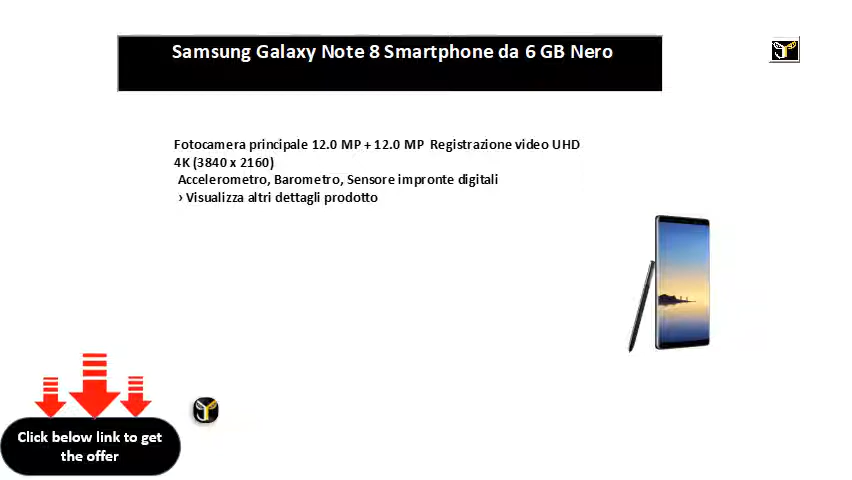 Samsung Galaxy Note 8 Smartphone da 6 GB Nero
Fotocamera principale 12.0 MP + 12.0 MP Registrazione video UHD
4K (3840 x 2160)
Accelerometro, Barometro, Sensore impronte digitali
› Visualizza altri dettagli prodotto
Click below link to get
the offer